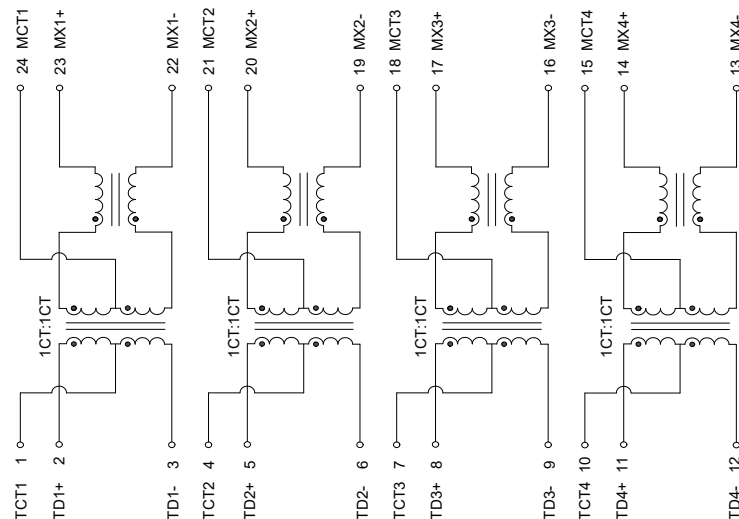 24 MCT1
23 MX1+
22 MX1-
21 MCT2
20 MX2+
19 MX2-
18 MCT3
17 MX3+
16 MX3-
15 MCT4
14 MX4+
13 MX4-
1CT:1CT
1CT:1CT
1CT:1CT
1CT:1CT
TCT1 1
TD1+ 2
TD1- 3
TCT2 4
TD2+ 5
TD2- 6
TCT3 7
TD3+ 8
TD3- 9
TCT4 10
TD4+ 11
TD4- 12